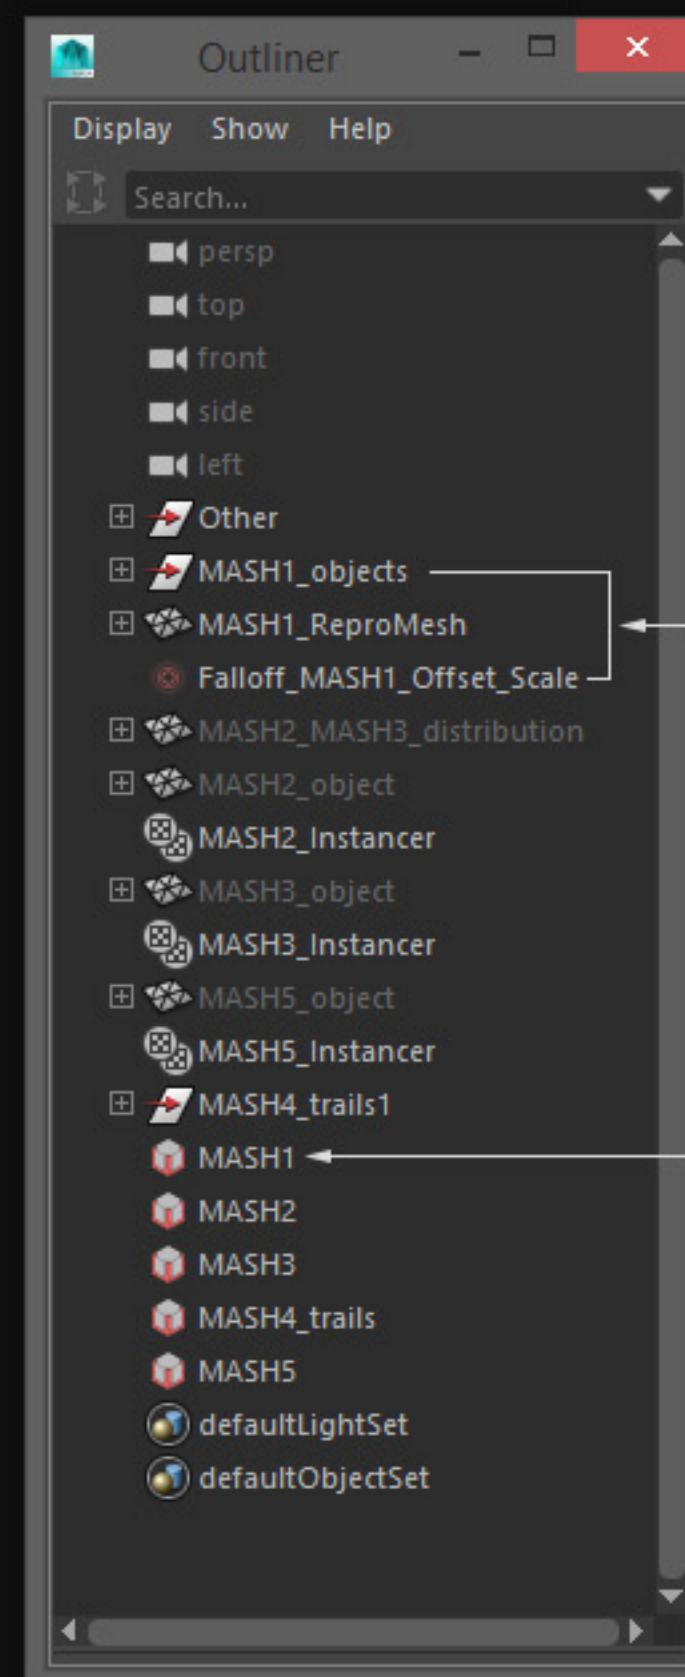 Outliner
Display Show Help
Search...
persp
top
front
side
left
Other
MASH1_objects
MASH1_ReproMesh
Falloff_MASH1_Offset_Scale
MASH2_MASH3_distribution
MASH2_object
MASH2_Instancer
MASH3_object
MASH3_Instancer
MASH5_object
MASH5_Instancer
MASH4_trails1
MASH1
MASH2
MASH3
MASH4_trails
MASH5
defaultLightSet
defaultObjectSet